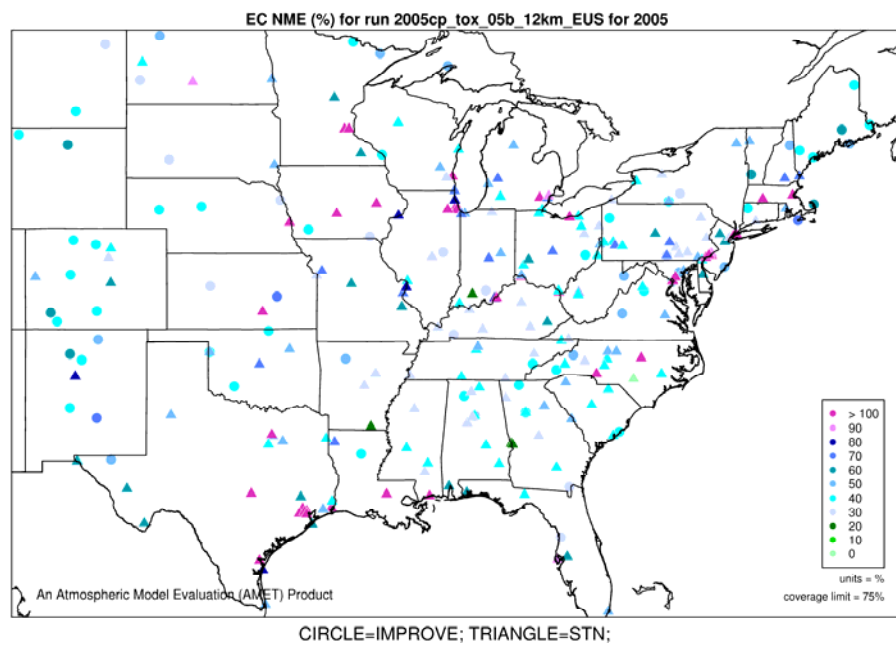 EC NME (%) for run 2005cp_tox_05b_12km_EUS for 2005
> 100
90
80
70
60
50
40
30
20
10
0
units = %
coverage limit = 75%
An Atmospheric Model Evaluation (AMET) Product
CIRCLE=IMPROVE; TRIANGLE=STN;